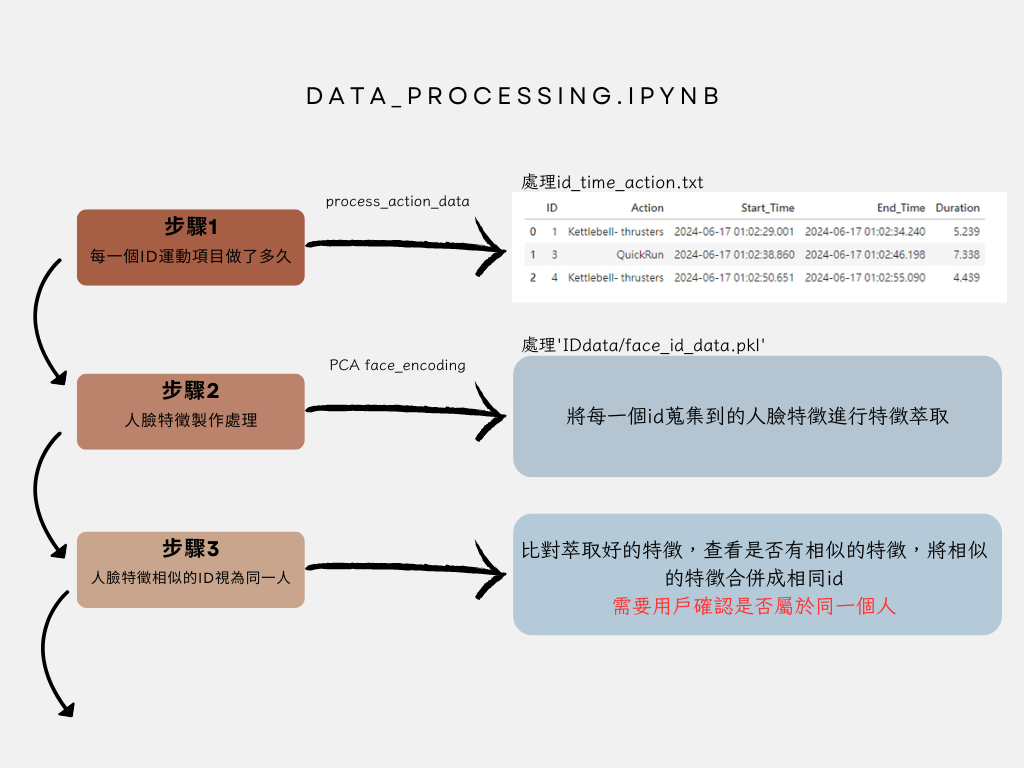 DATA_PROCESSING.IPYNB
步驟1
每一個ID運動項目做了多久
process_action_data
處理id_time_action.txt
ID Action Start_Time End_Time Duration
0 1 Kettlebell- thrusters 2024-06-17 01:02:29.001 2024-06-17 01:02:34.240 5.239
1 3 QuickRun 2024-06-17 01:02:38.860 2024-06-17 01:02:46.198 7.338
2 4 Kettlebell- thrusters 2024-06-17 01:02:50.651 2024-06-17 01:02:55.090 4.439
步驟2
人臉特徵製作處理
PCA face_encoding
處理'IDdata/face_id_data.pkl'
將每一個id蒐集到的人臉特徵進行特徵萃取
步驟3
人臉特徵相似的ID視為同一人
比對萃取好的特徵，查看是否有相似的特徵，將相似
的特徵合併成相同id
需要用戶確認是否屬於同一個人